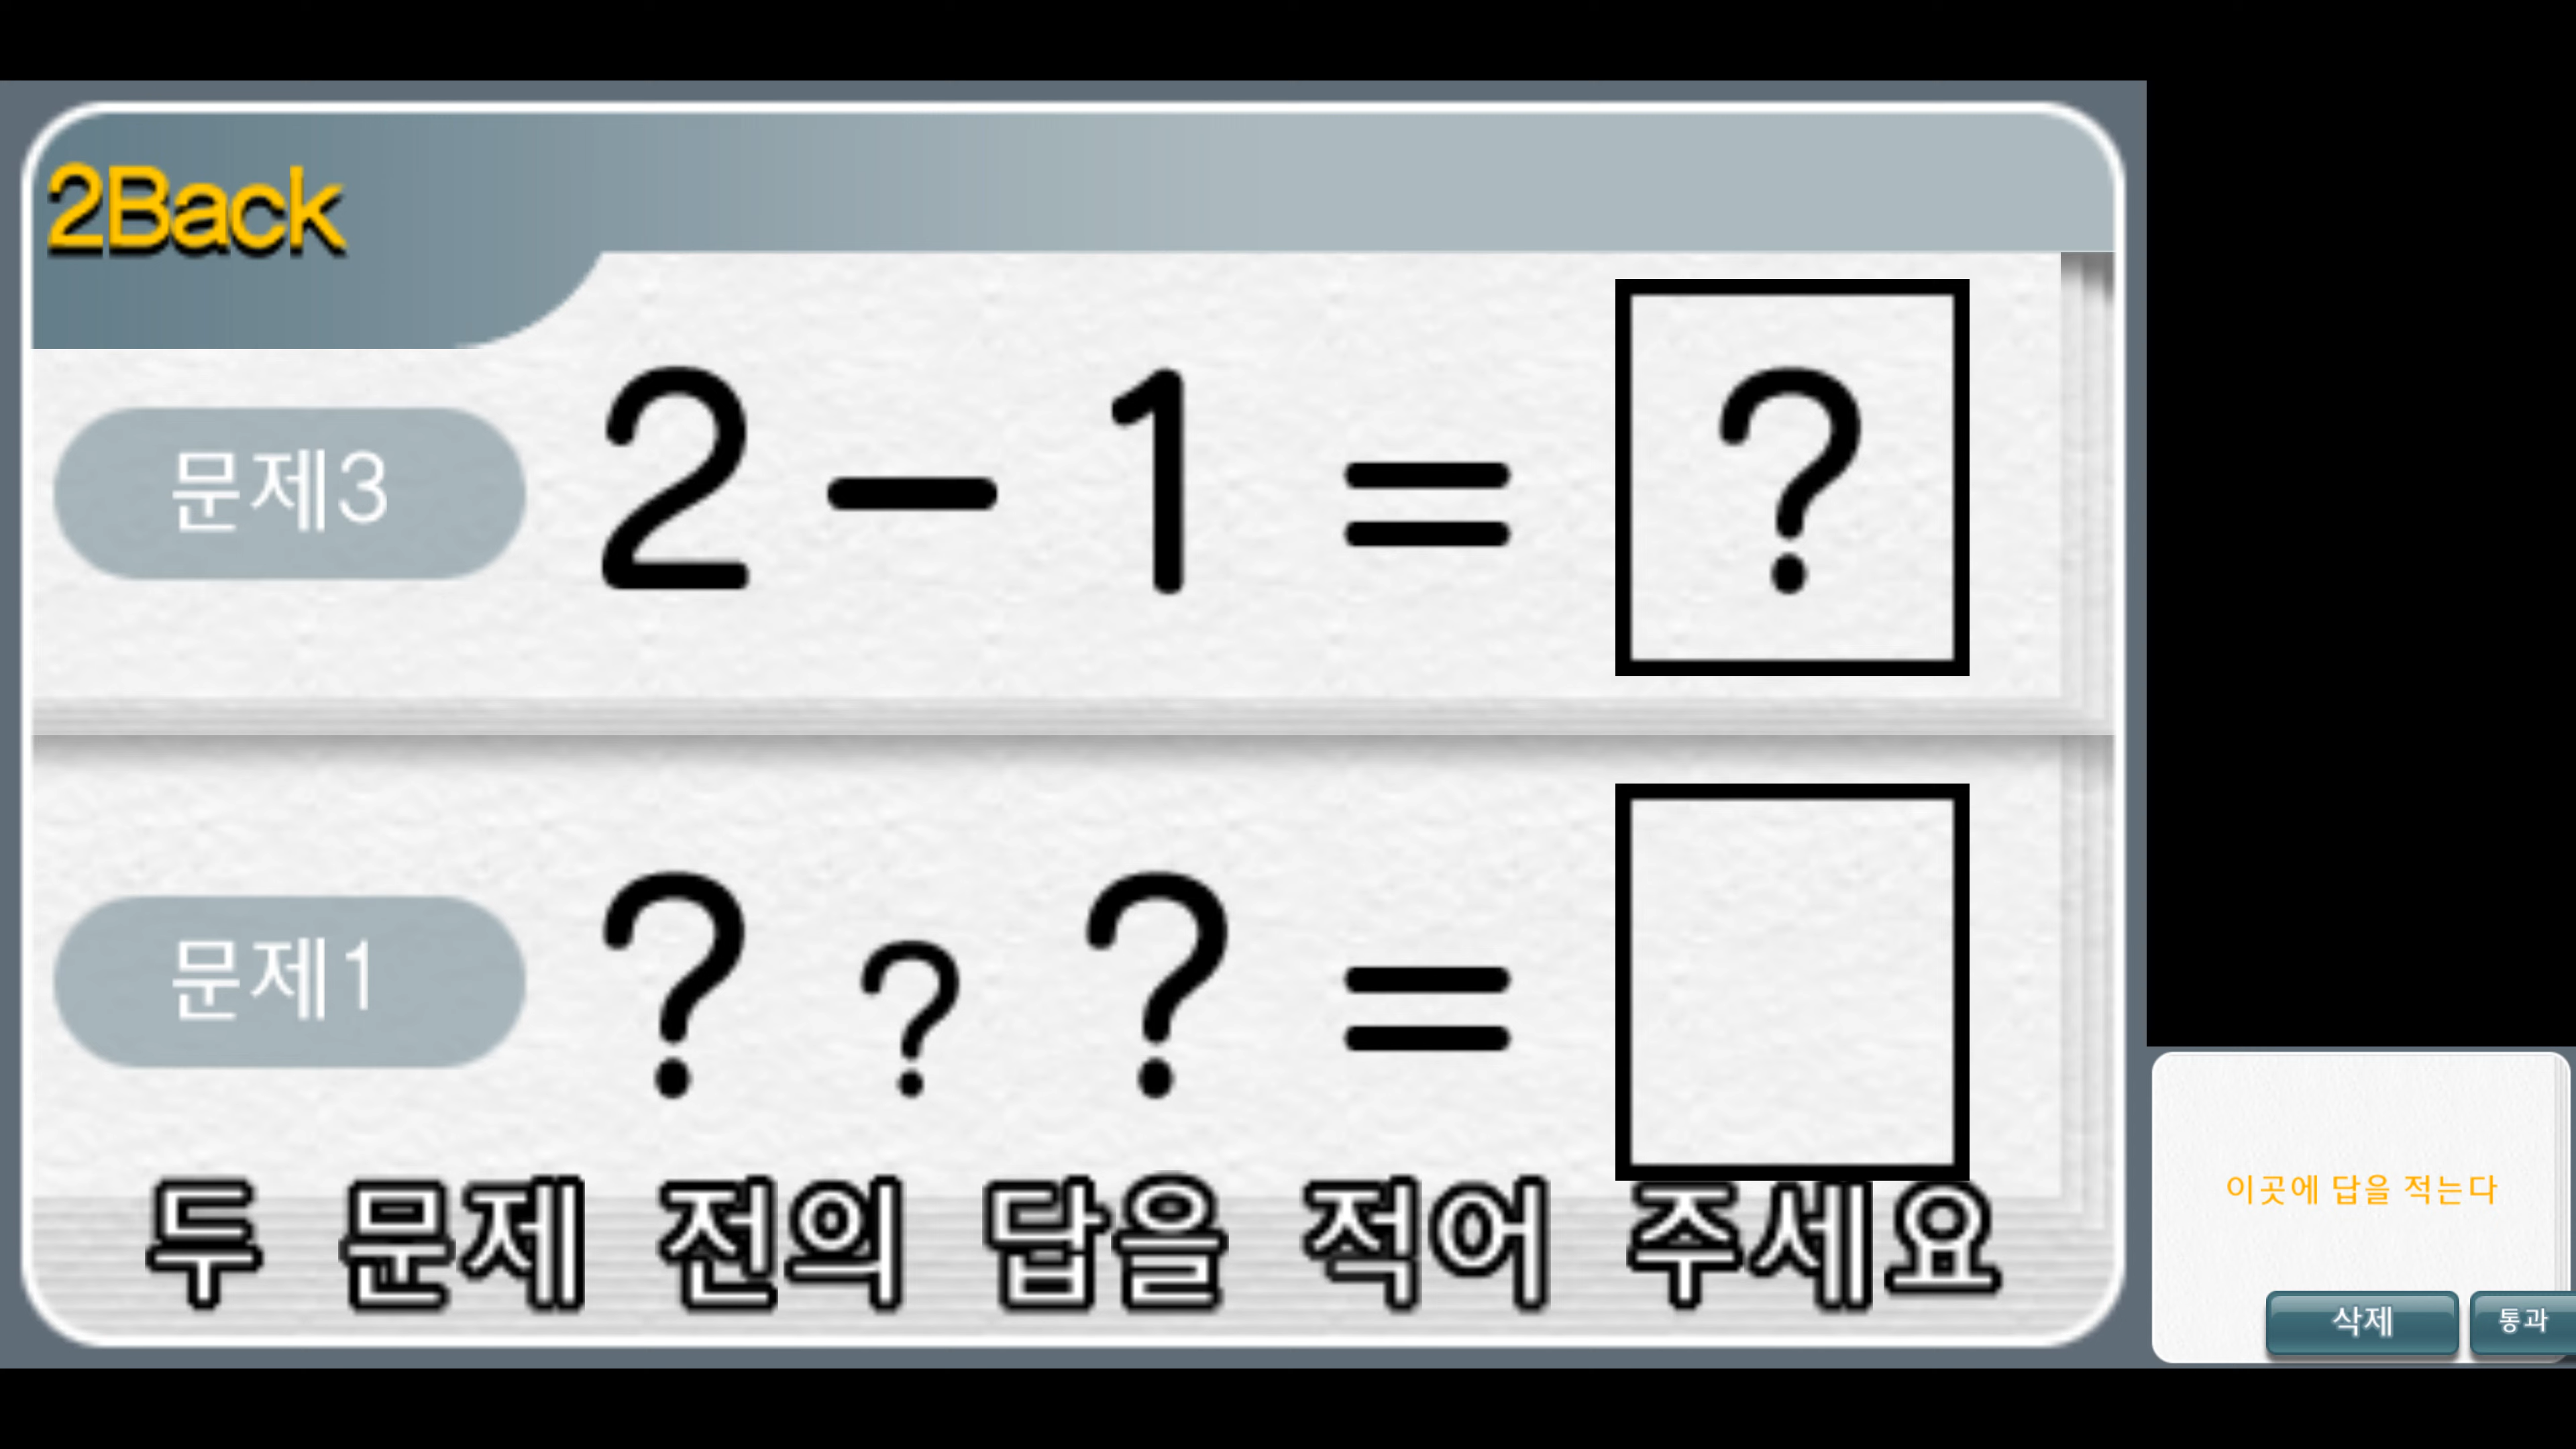 2Back
문제3 2 - 1 = ?
문제1 ? ? ? =
두 문제 전의 답을 적어 주세요
이곳에 답을 적는다
삭제 통과